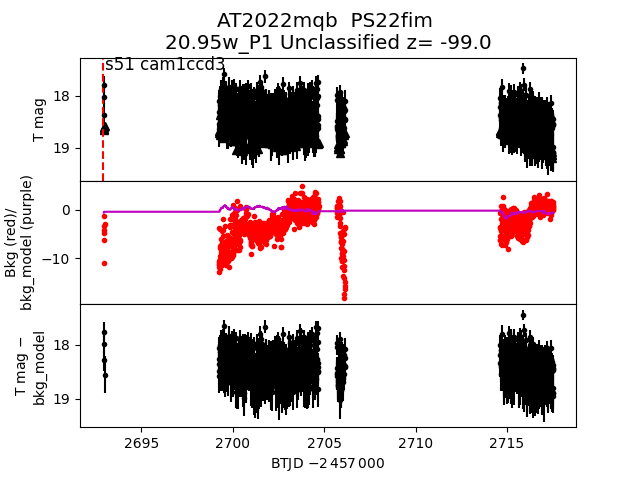 AT2022mqb PS22fim
20.95w_P1 Unclassified z= -99.0
s51 cam1ccd3
T mag
18
19
Bkg (red)/
bkg_model (purple)
0
−10
T mag −
bkg_model
18
19
2695
2700
2705
2710
2715
BTJD −2 457 000